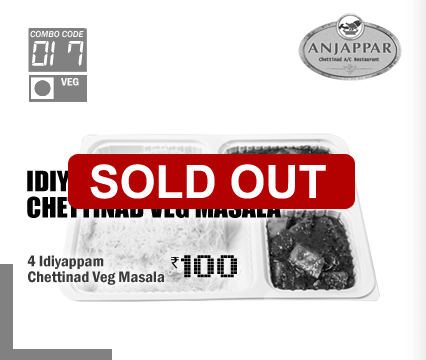 COMBO CODE
017
VEG
ANJAPPAR
Chettinad A/C Restaurant
SOLD OUT
CHETTINAD VEG MASALA
4 Idiyappam
Chettinad Veg Masala
₹100